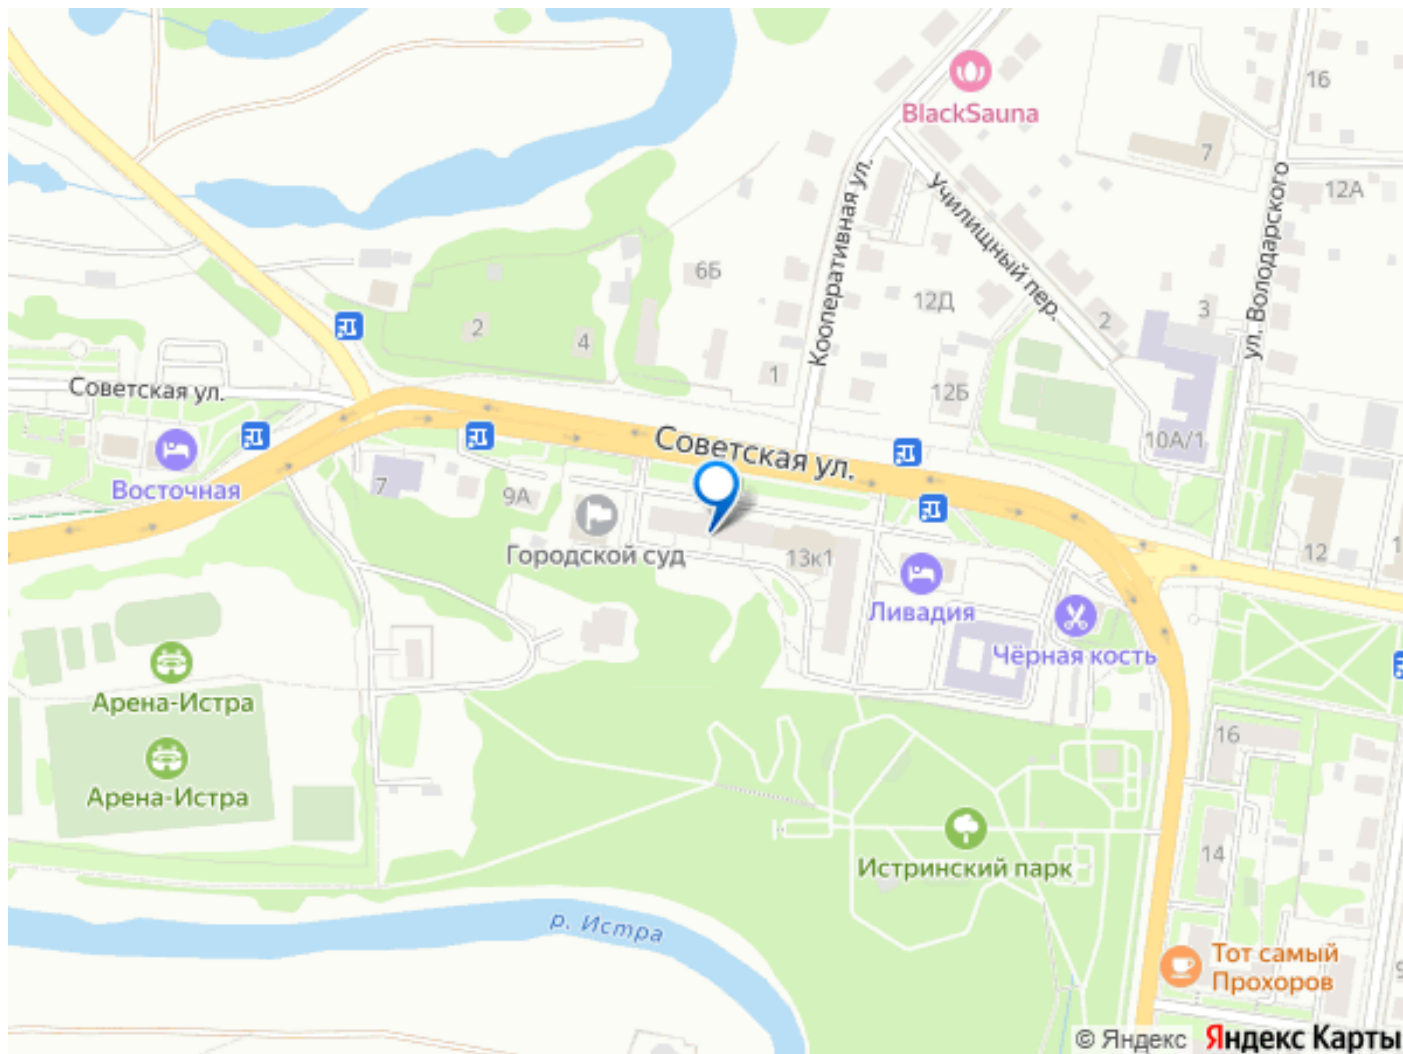 BlackSauna
16
7
12А
Кооперативная ул.
Училищный пер.
ул. Володарского
6Б
12Д
3
2
2
4
1
12Б
Советская ул.
10А/1
Советская ул.
Восточная
7
9А
Городской суд
13к1
12
1
Ливадия
Чёрная кость
Арена-Истра
Арена-Истра
16
14
Истринский парк
р. Истра
Тот самый
Прохоров
9
© Яндекс Яндекс Карты